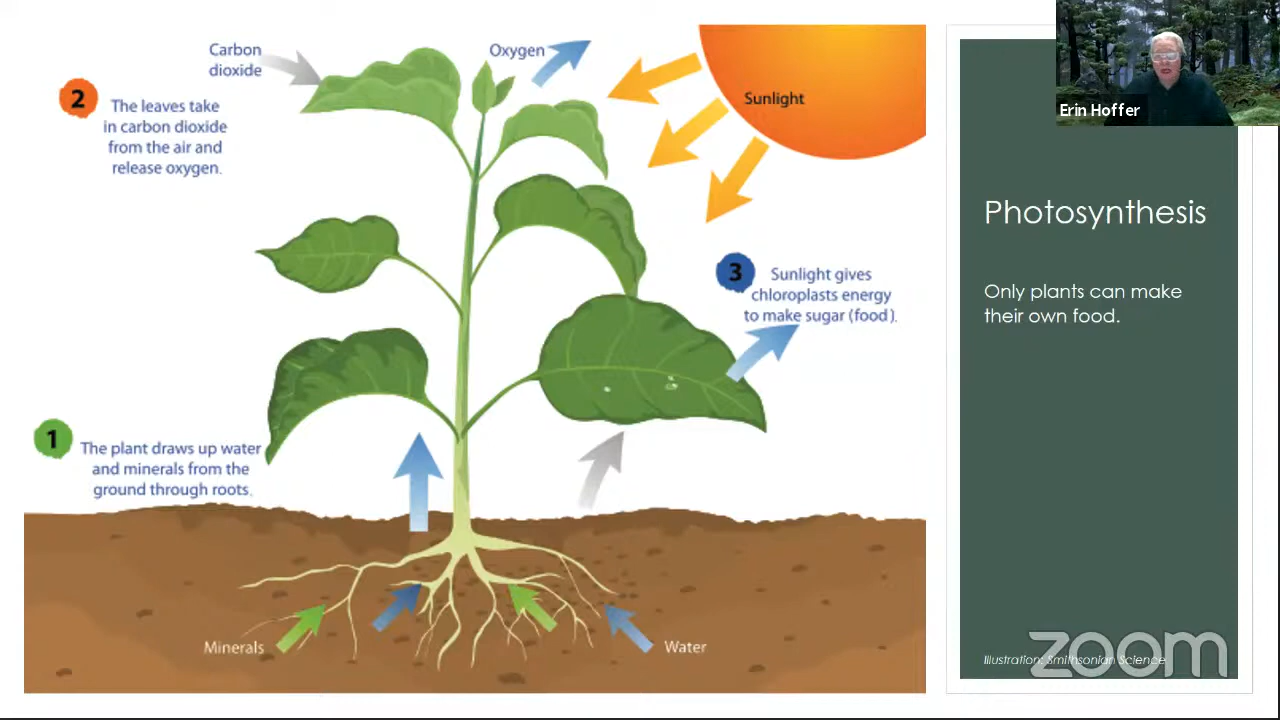 Carbon
dioxide
Oxygen
Sunlight
2
The leaves take
in carbon dioxide
from the air and
release oxygen.
3
Sunlight gives
chloroplasts energy
to make sugar (food).
1
The plant draws up water
and minerals from the
ground through roots.
Minerals
Water
Erin Hoffer
Photosynthesis
Only plants can make
their own food.
Illustration: Smithsonian Science
zoom